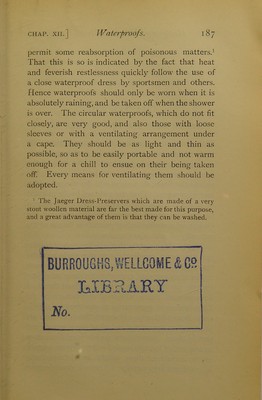 CHAP. XII.] Waterproofs. 187
permit some reabsorption of poisonous matters.¹
That this is so is indicated by the fact that heat
and feverish restlessness quickly follow the use of
a close waterproof dress by sportsmen and others.
Hence waterproofs should only be worn when it is
absolutely raining, and be taken off when the shower
is over. The circular waterproofs, which do not fit
closely, are very good, and also those with loose
sleeves or with a ventilating arrangement under
a cape. They should be as light and thin as
possible, so as to be easily portable and not warm
enough for a chill to ensue on their being taken
off. Every means for ventilating them should be
adopted.
¹ The Jaeger Dress-Preservers which are made of a very
stout woollen material are far the best made for this purpose,
and a great advantage of them is that they can be washed.
BURROUGHS, WELLCOME & Co
LIBRARY
No.